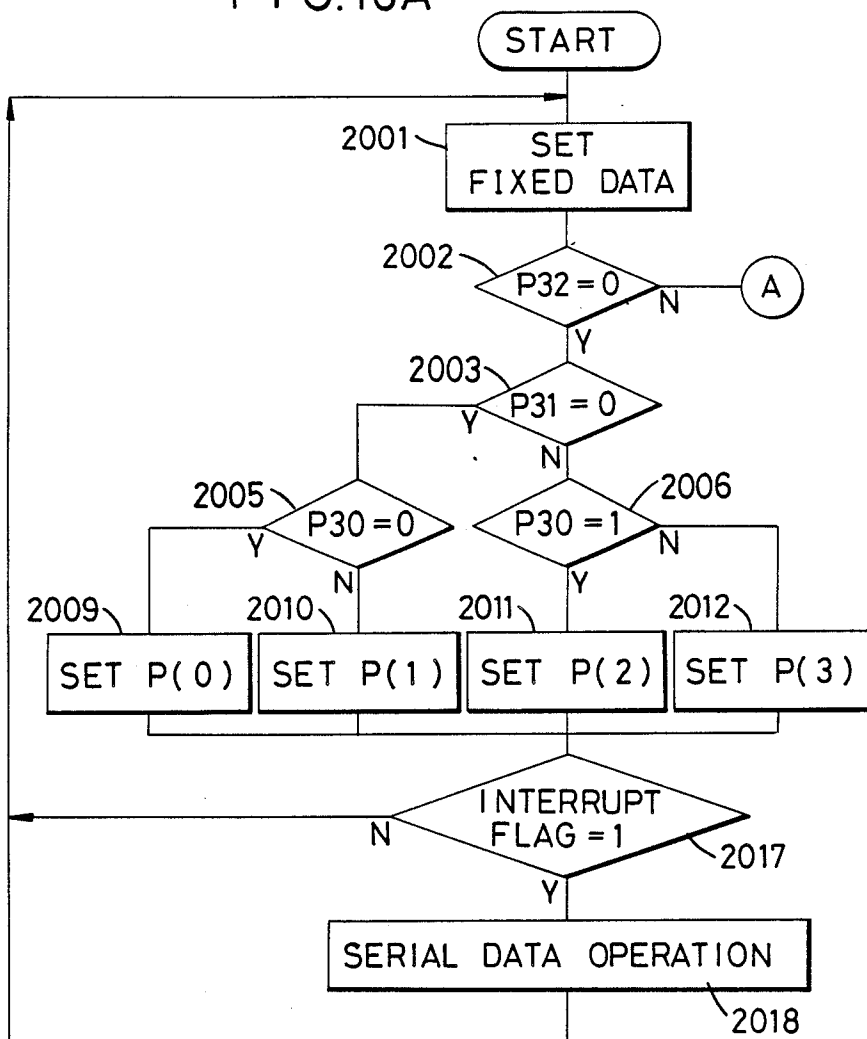 START
2001
SET
FIXED DATA
2002
P32=0
N
A
Y
2003
P31=0
Y
N
2005
P30=0
Y
N
2006
P30=1
N
Y
2009
SET P(0)
2010
SET P(1)
2011
SET P(2)
2012
SET P(3)
INTERRUPT
FLAG=1
N
Y
2017
SERIAL DATA OPERATION
2018